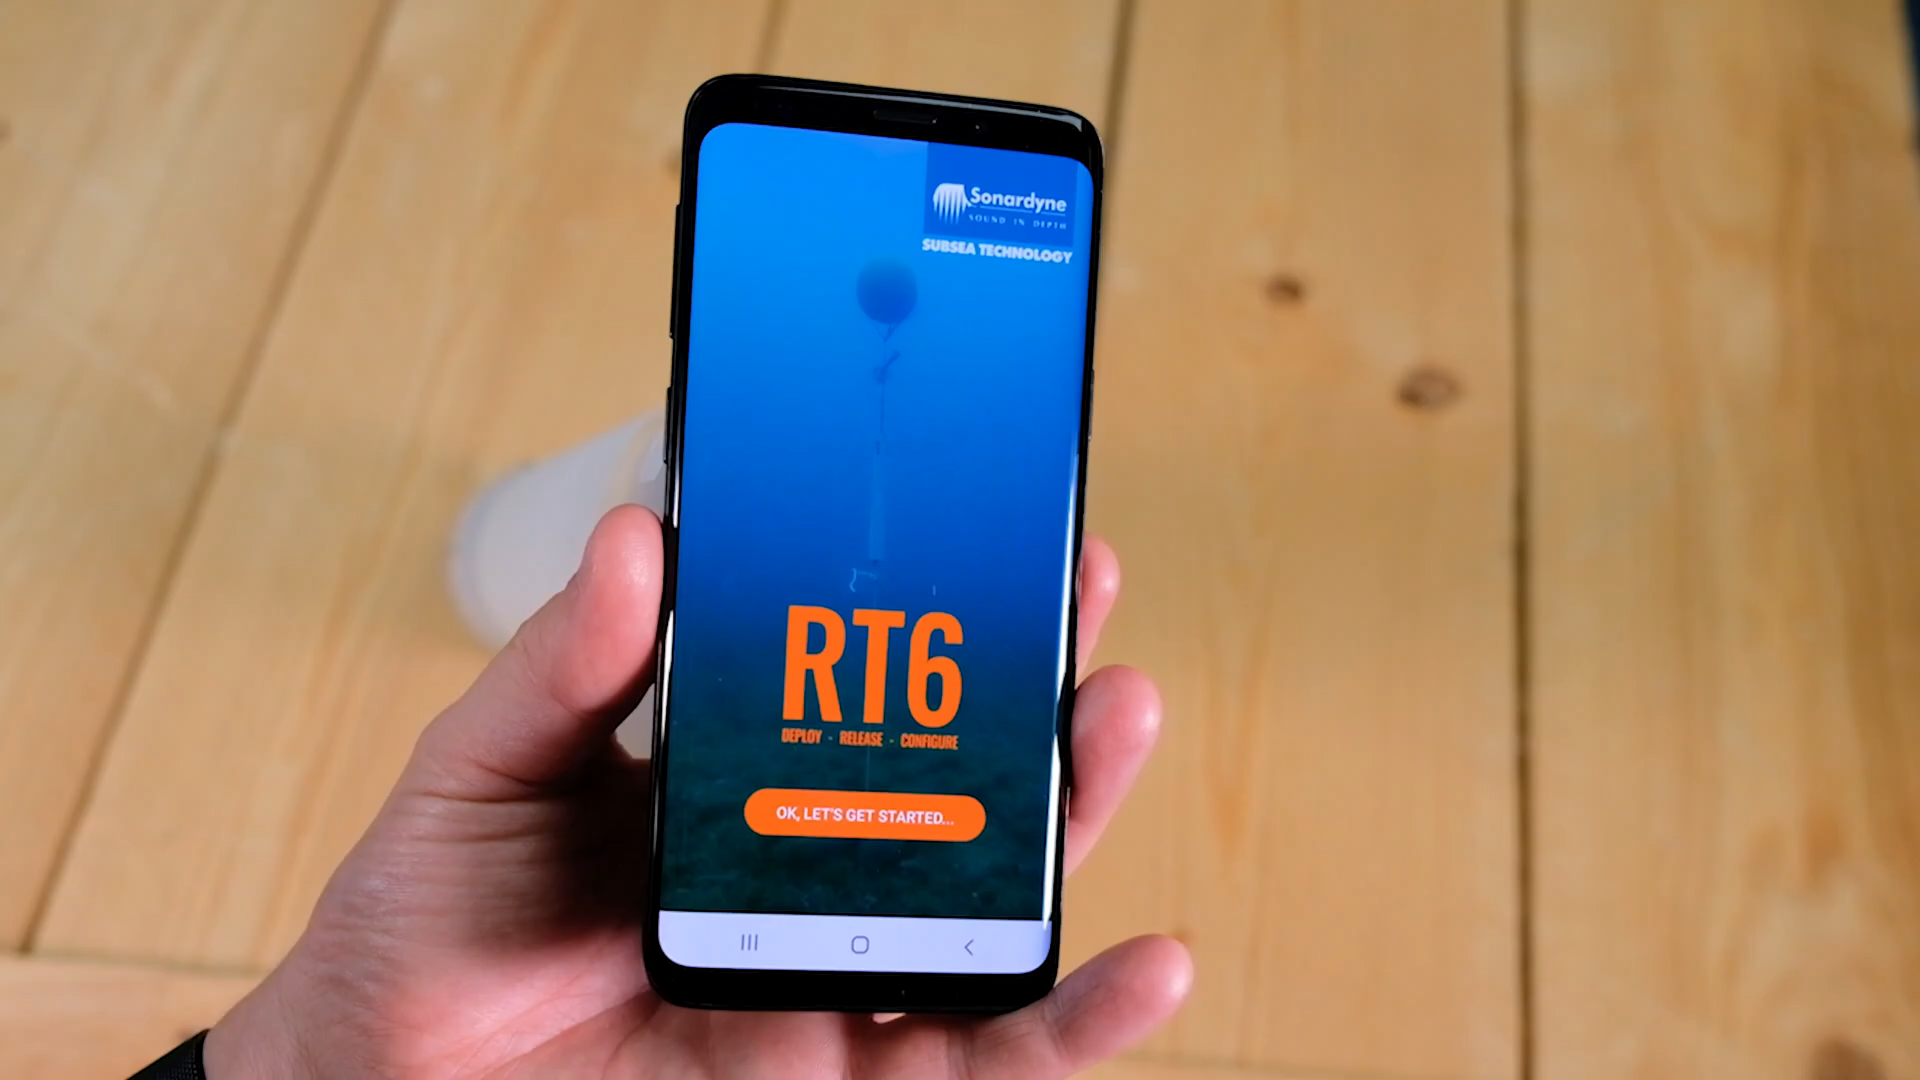 Sonardyne
SOUND IN DEPTH
SUBSEA TECHNOLOGY
RT6
DEPLOY - RELEASE - CONFIGURE
OK, LET'S GET STARTED...